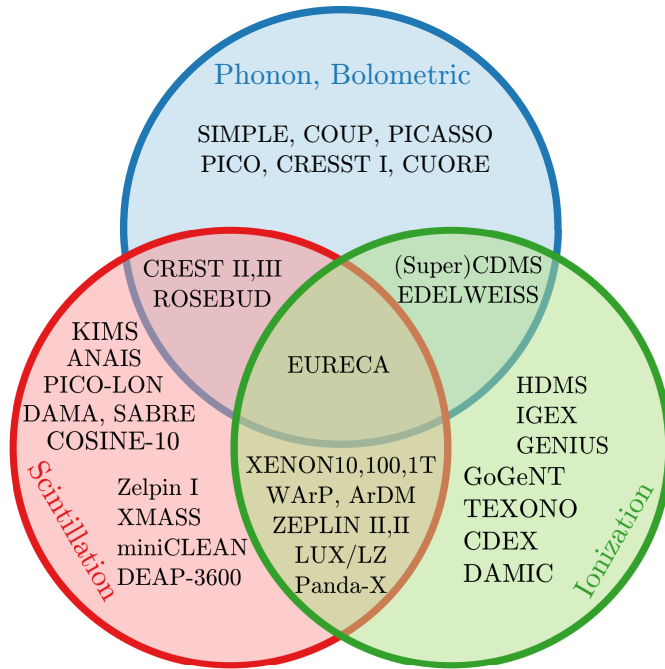 Phonon, Bolometric
SIMPLE, COUP, PICASSO
PICO, CRESST I, CUORE
CREST II,III
ROSEBUD
(Super)CDMS
EDELWEISS
EURECA
KIMS
ANAIS
PICO-LON
DAMA, SABRE
COSINE-10
Scintillation
Zelpin I
XMASS
miniCLEAN
DEAP-3600
XENON10,100,1T
WArP, ArDM
ZEPLIN II,II
LUX/LZ
Panda-X
HDMS
IGEX
GENIUS
GoGeNT
TEXONO
CDEX
DAMIC
Ionization